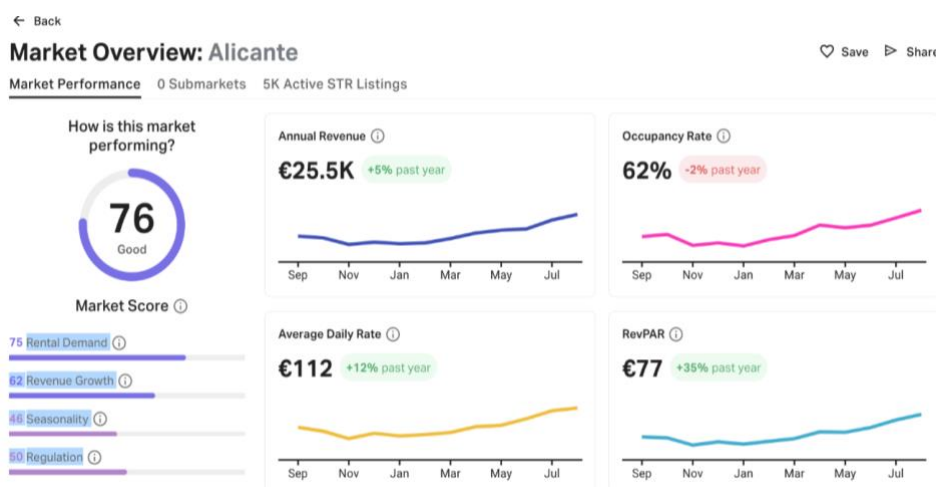 Back
Market Overview: Alicante
Save Share
Market Performance 0 Submarkets 5K Active STR Listings
How is this market
performing?
76
Good
Market Score
75 Rental Demand
62 Revenue Growth
46 Seasonality
50 Regulation
Annual Revenue
€25.5K +5% past year
Sep Nov Jan Mar May Jul
Occupancy Rate
62% -2% past year
Sep Nov Jan Mar May Jul
Average Daily Rate
€112 +12% past year
Sep Nov Jan Mar May Jul
RevPAR
€77 +35% past year
Sep Nov Jan Mar May Jul